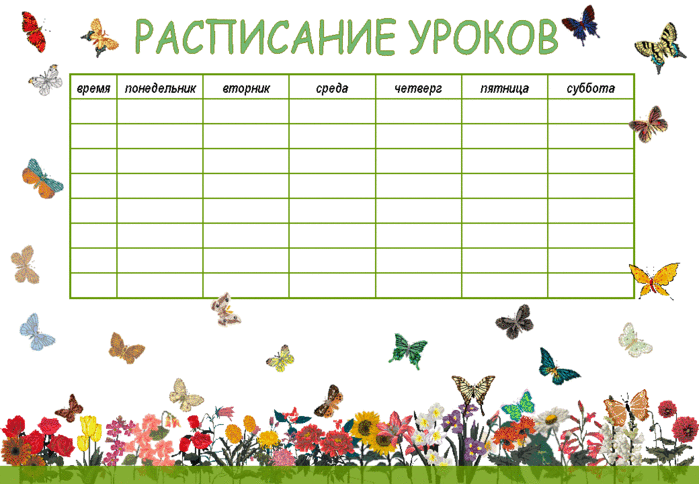 РАСПИСАНИЕ УРОКОВ
время понедельник вторник среда четверг пятница суббота